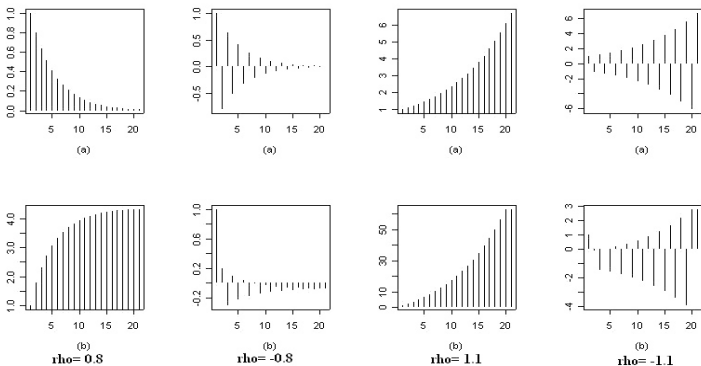 0.0 0.2 0.4 0.6 0.8 1.0
5 10 15 20
(a)
-0.5 0.0 0.5 1.0
5 10 15 20
(a)
1 2 3 4 5 6
5 10 15 20
(a)
-6 -2 0 2 4 6
5 10 15 20
(a)
1.0 2.0 3.0 4.0
5 10 15 20
(b)
rho= 0.8
-0.2 0.2 0.6 1.0
5 10 15 20
(b)
rho= -0.8
0 10 30 50
5 10 15 20
(b)
rho= 1.1
-4 -2 0 1 2 3
5 10 15 20
(b)
rho= -1.1